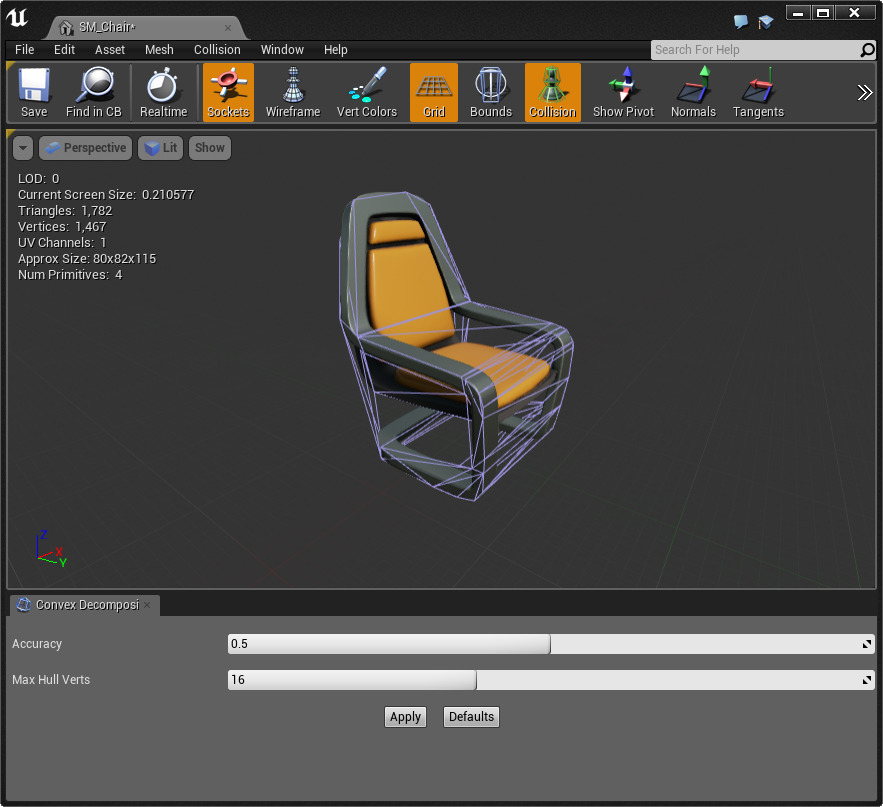 SM_Chair*
File Edit Asset Mesh Collision Window Help Search For Help
Save Find in CB Realtime Sockets Wireframe Vert Colors Grid Bounds Collision Show Pivot Normals Tangents
Perspective Lit Show
LOD: 0
Current Screen Size: 0.210577
Triangles: 1,782
Vertices: 1,467
UV Channels: 1
Approx Size: 80x82x115
Num Primitives: 4
Z
X
Y
Convex Decomposi
Accuracy 0.5
Max Hull Verts 16
Apply Defaults